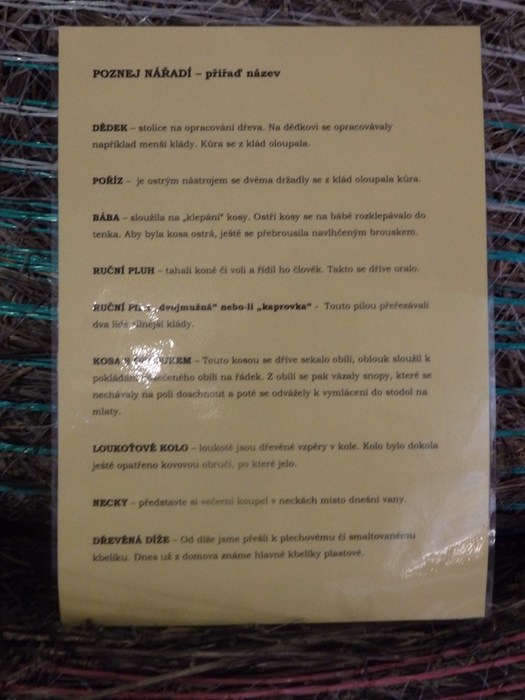 POZNEJ NÁŘADÍ – přiřaď název
DĚDEK – stolice na opracování dřeva. Na dědkovi se opracovávaly
například menší klády. Kůra se z klád oloupala.
POŘÍZ – je ostrým nástrojem se dvěma držadly se z klád oloupala kůra.
BÁBA – sloužila na „klepání“ kosy. Ostří kosy se na bábě rozklepávalo do
tenka. Aby byla kosa ostrá, ještě se přebrousila navlhčeným brouskem.
RUČNÍ PLUH – tahali koně či voli a řídil ho člověk. Takto se dříve oralo.
RUČNÍ „dvojmužná“ nebo-li „kaprovka“ - Touto pilou přeřezávali
dva lidé silnější klády.
KOSA S – Touto kosou se dříve sekalo obilí, oblouk sloužil k
obilí na řádek. Z obilí se pak vázaly snopy, které se
nechávaly na poli doschnout a poté se odvážely k vymlácení do stodol na
mlaty.
LOUKOŤOVÉ KOLO – loukotě jsou dřevěné vzpěry v kole. Kolo bylo dokola
ještě opatřeno kovovou obručí, po které jelo.
NECKY – představte si večerní koupel v neckách místo dnešní vany.
DŘEVĚNÁ DÍŽE – Od díže jsme přešli k plechovému či smaltovanému
kbelíku. Dnes už z domova známe hlavně kbelíky plastové.